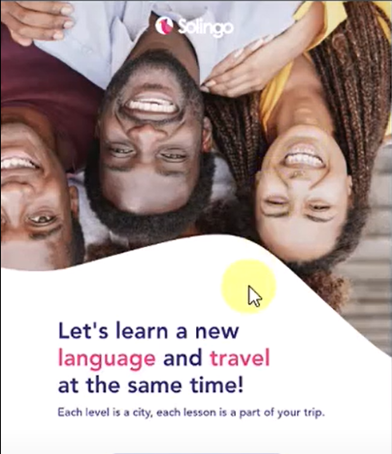 Solingo
Let's learn a new
language and travel
at the same time!
Each level is a city, each lesson is a part of your trip.